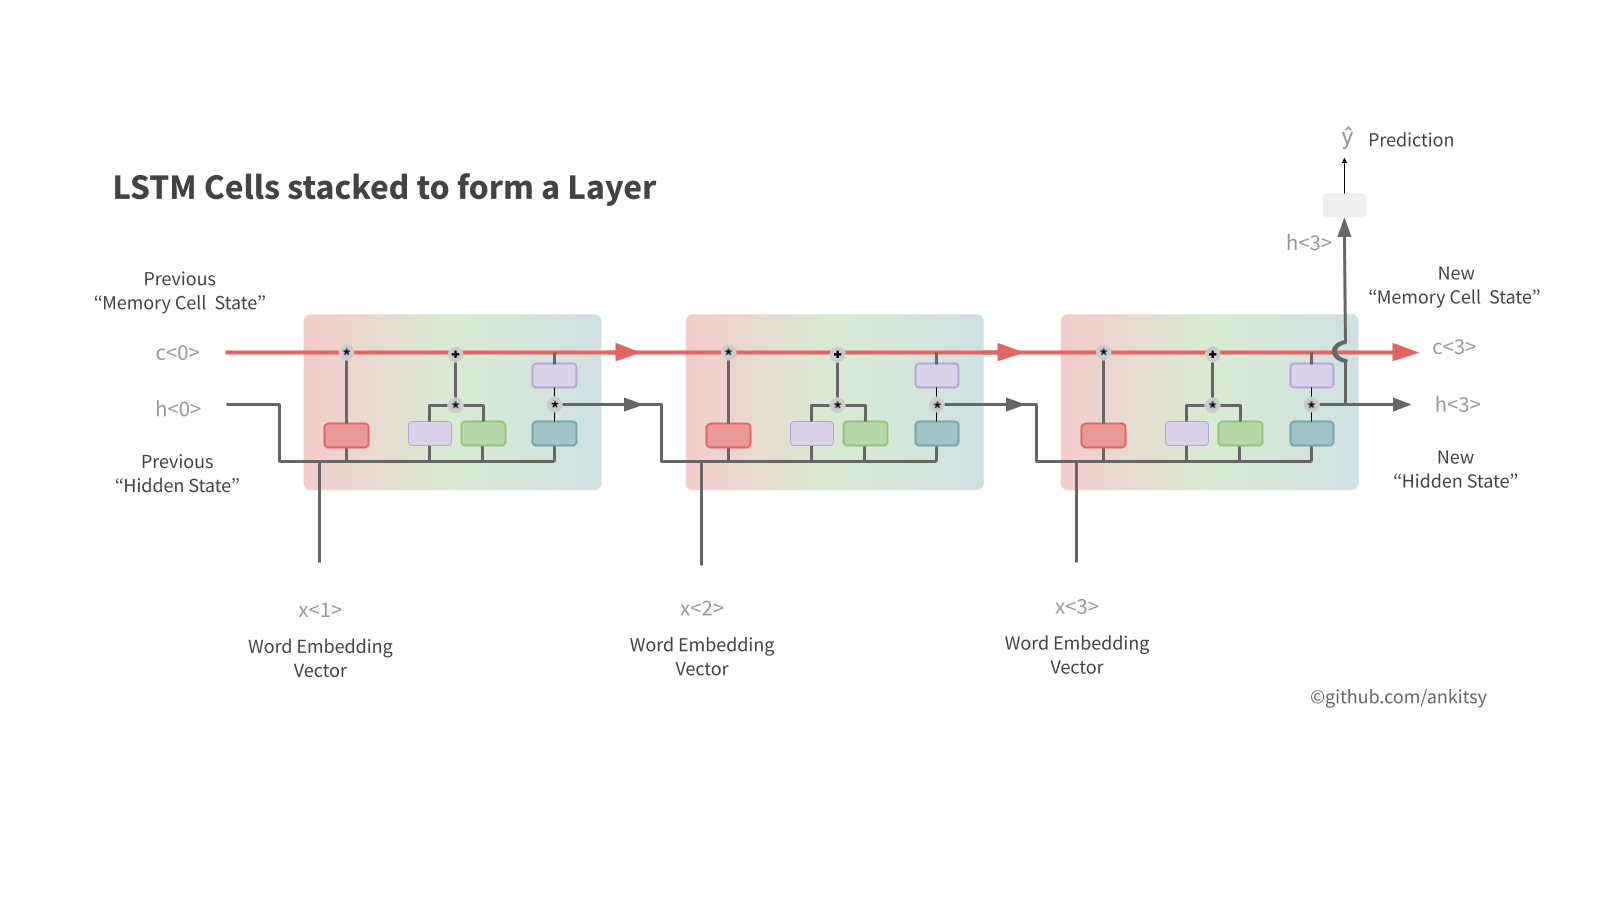 ŷ Prediction
LSTM Cells stacked to form a Layer
h<3>
Previous
“Memory Cell  State”
New
“Memory Cell  State”
c<0>
c<3>
h<0>
h<3>
Previous
“Hidden State”
New
“Hidden State”
x<1>
Word Embedding
Vector
x<2>
Word Embedding
Vector
x<3>
Word Embedding
Vector
©github.com/ankitsy